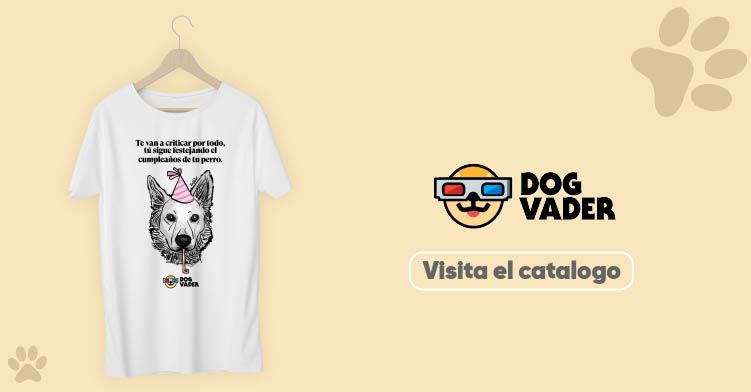 Te van a criticar por todo,
tú sigue festejando el
cumpleaños de tu perro.
DOG
VADER
DOG
VADER
Visita el catalogo